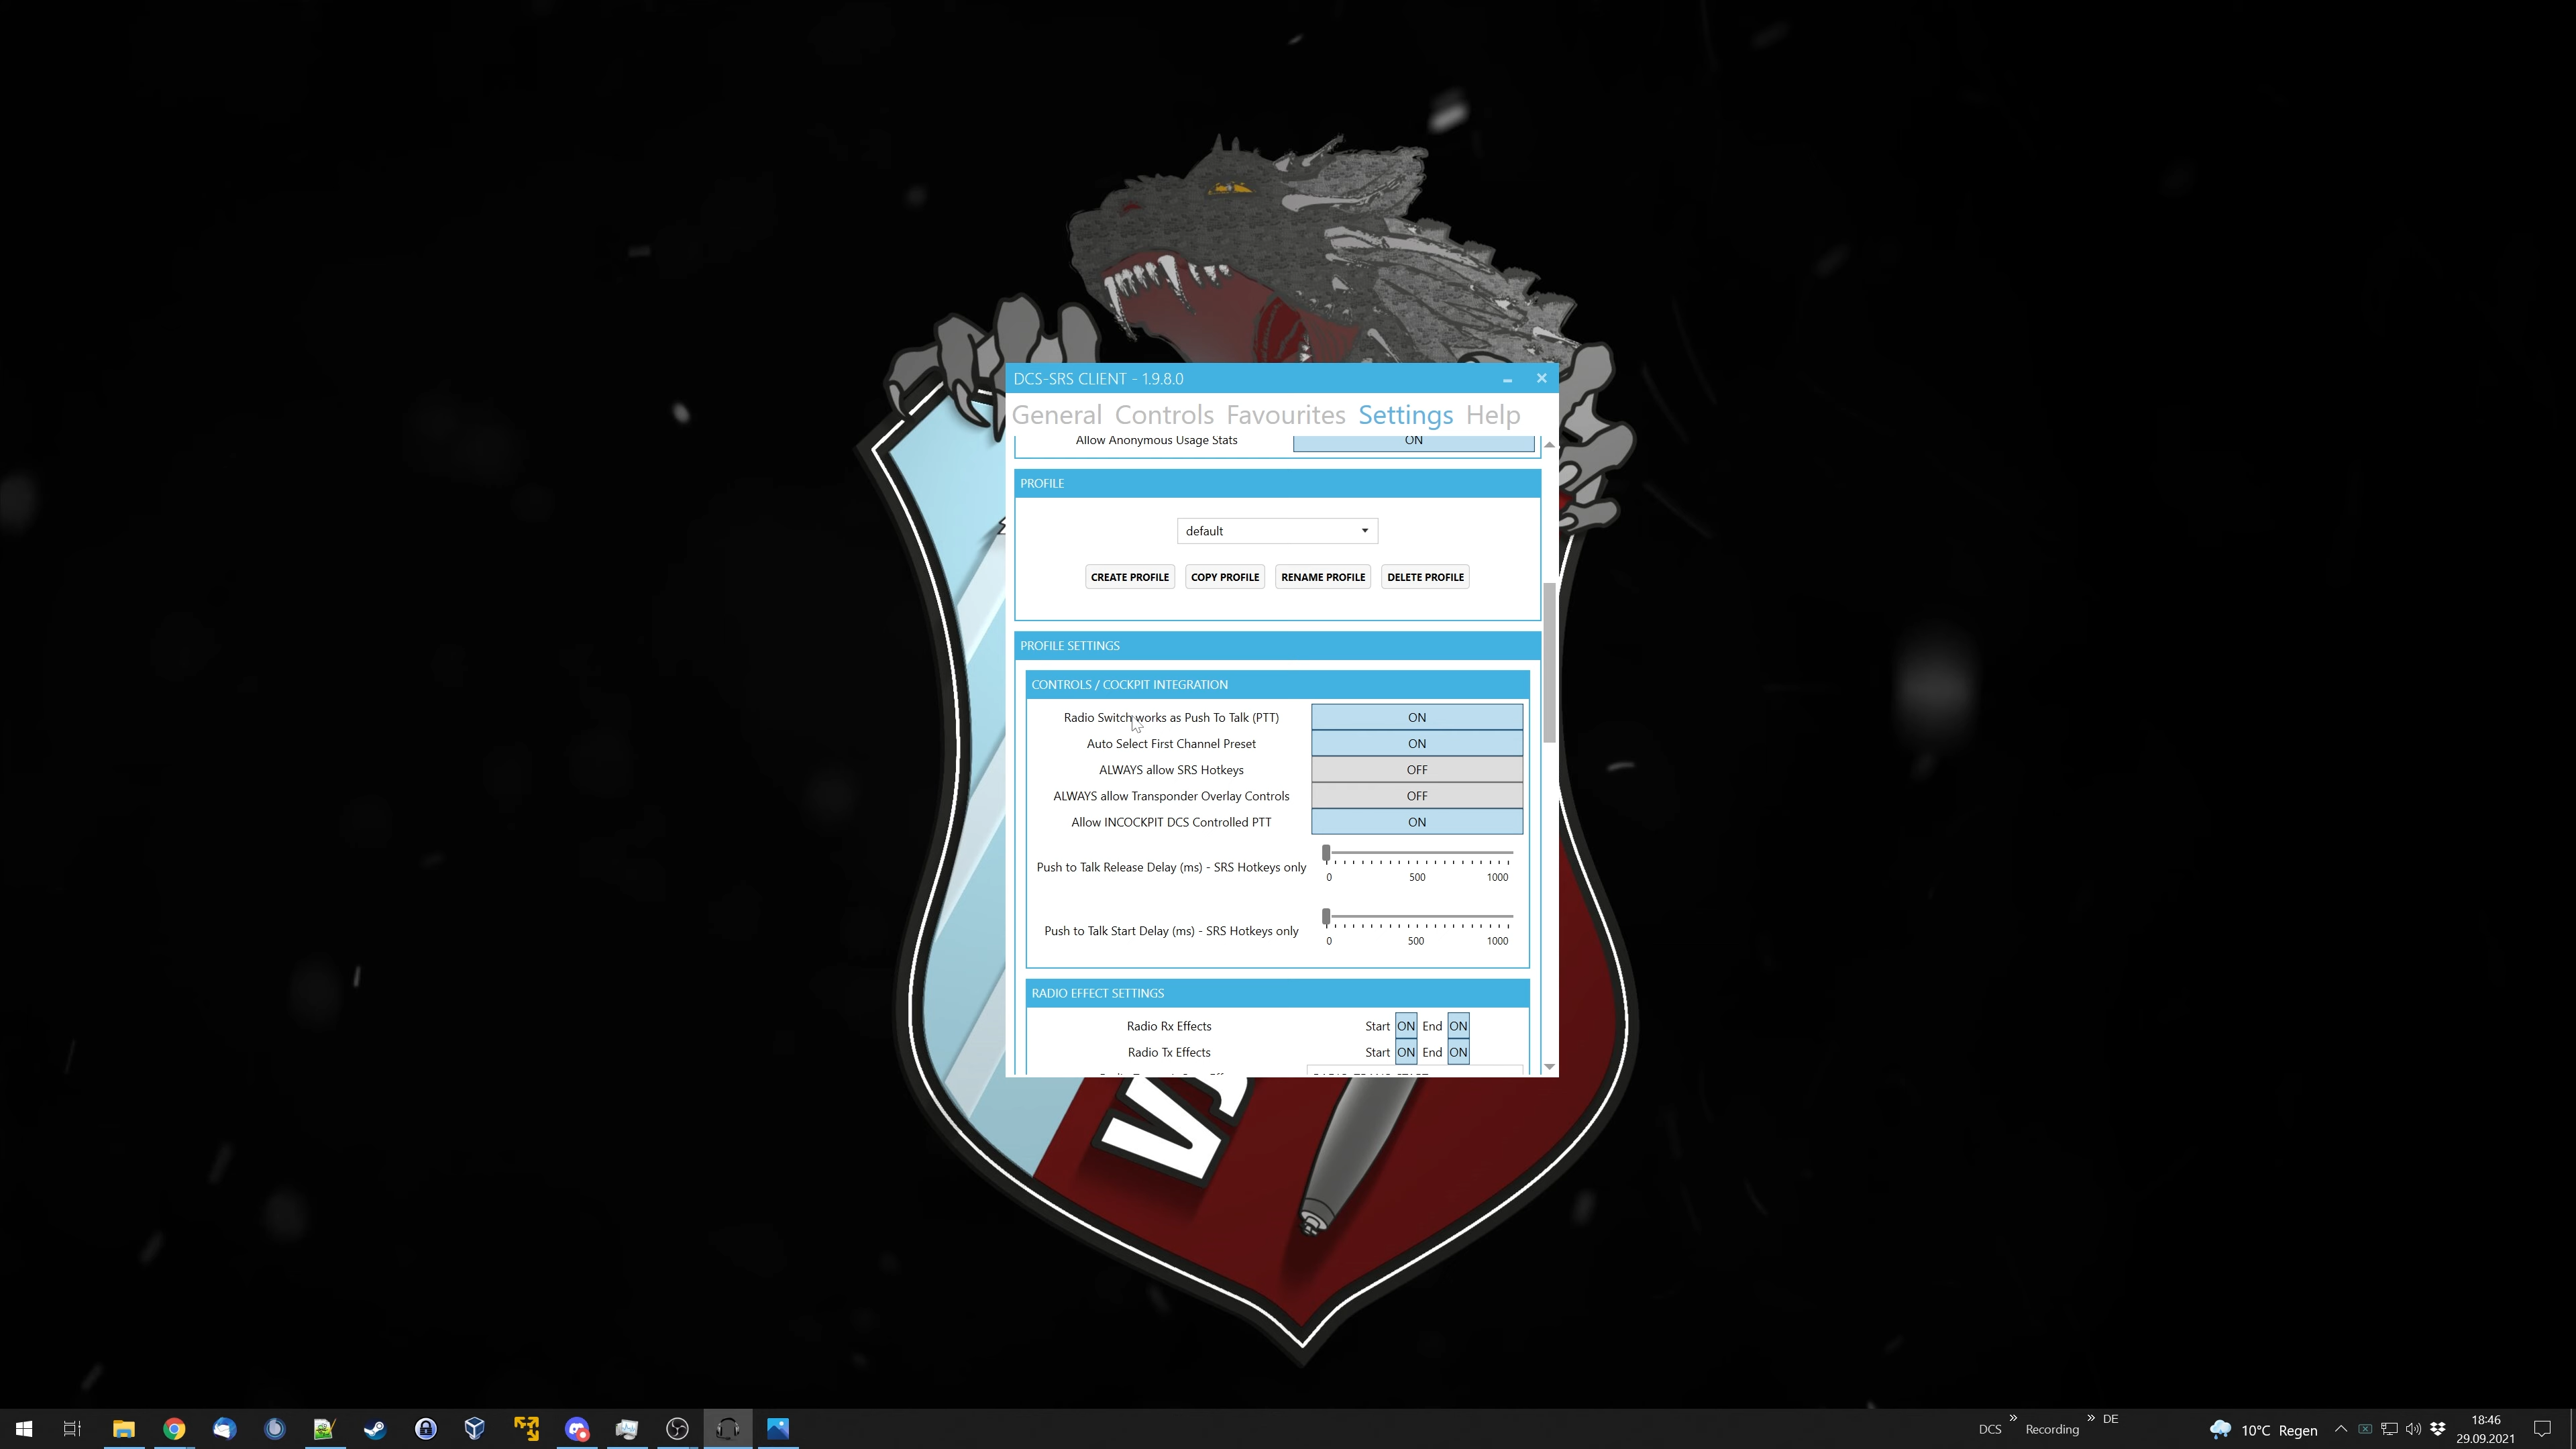 DCS-SRS CLIENT - 1.9.8.0
General Controls Favourites Settings Help
Allow Anonymous Usage Stats ON
PROFILE
default
CREATE PROFILE COPY PROFILE RENAME PROFILE DELETE PROFILE
PROFILE SETTINGS
CONTROLS / COCKPIT INTEGRATION
Radio Switch works as Push To Talk (PTT) ON
Auto Select First Channel Preset ON
ALWAYS allow SRS Hotkeys OFF
ALWAYS allow Transponder Overlay Controls OFF
Allow INCOCKPIT DCS Controlled PTT ON
Push to Talk Release Delay (ms) - SRS Hotkeys only
0 500 1000
Push to Talk Start Delay (ms) - SRS Hotkeys only
0 500 1000
RADIO EFFECT SETTINGS
Radio Rx Effects Start ON End ON
Radio Tx Effects Start ON End ON
DCS » Recording » DE
10°C Regen
18:46
29.09.2021